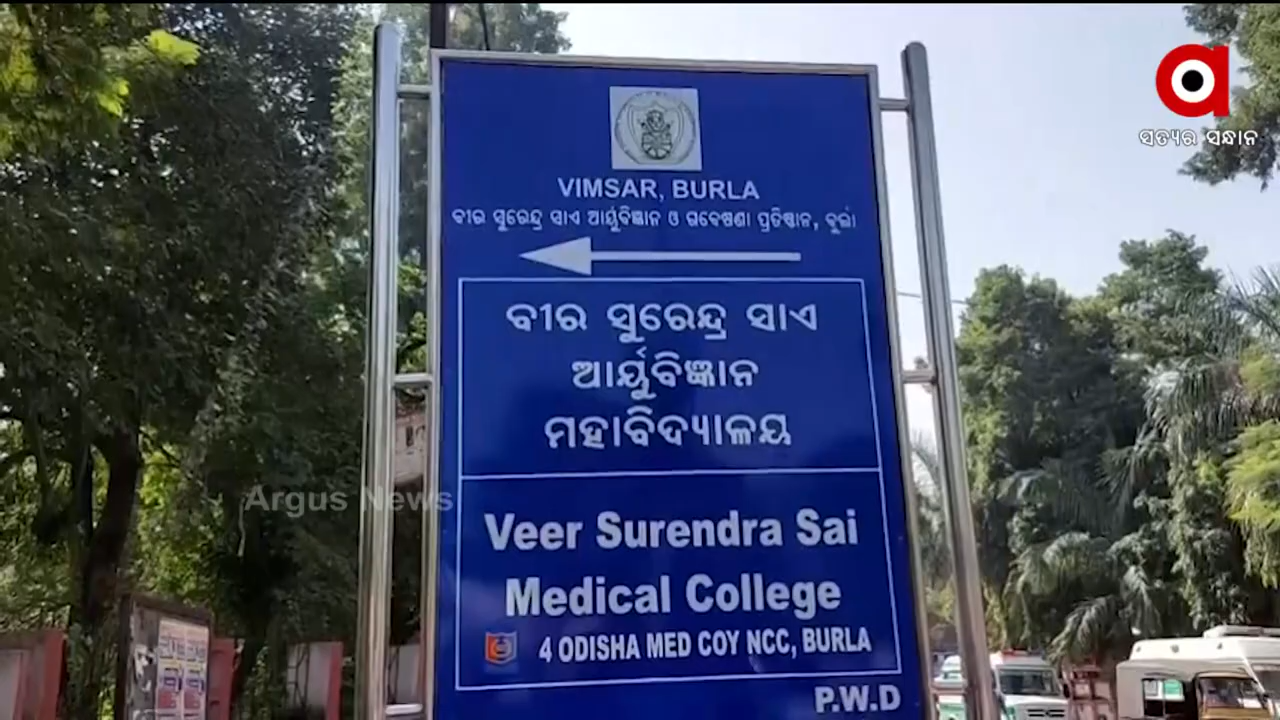 ସତ୍ୟର ସନ୍ଧାନ
VIMSAR, BURLA
ବୀର ସୁରେନ୍ଦ୍ର ସାଏ ଆର୍ୟୁବିଜ୍ଞାନ ଓ ଗବେଷଣା ପ୍ରତିଷ୍ଠାନ, ବୁର୍ଲା
ବୀର ସୁରେନ୍ଦ୍ର ସାଏ
ଆର୍ୟୁବିଜ୍ଞାନ
ମହାବିଦ୍ୟାଳୟ
Argus News
Veer Surendra Sai
Medical College
4 ODISHA MED COY NCC, BURLA
P.W.D